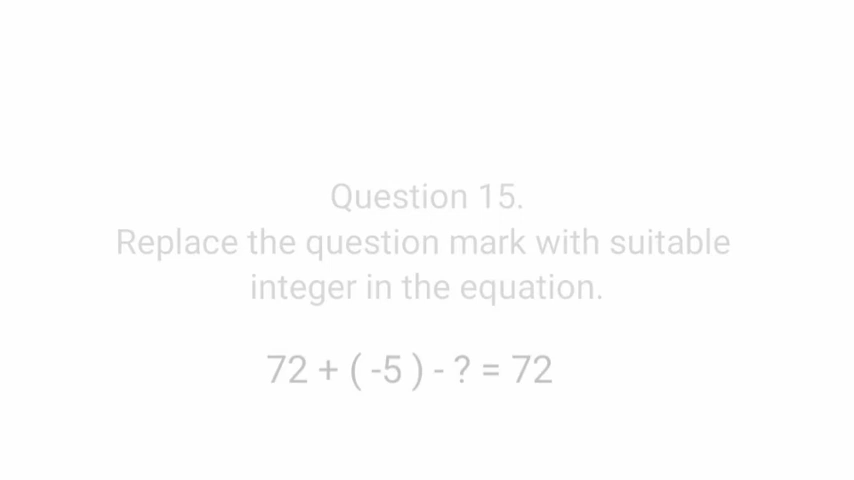 Question 15.
Replace the question mark with suitable
integer in the equation.
72 + ( -5 ) - ? = 72